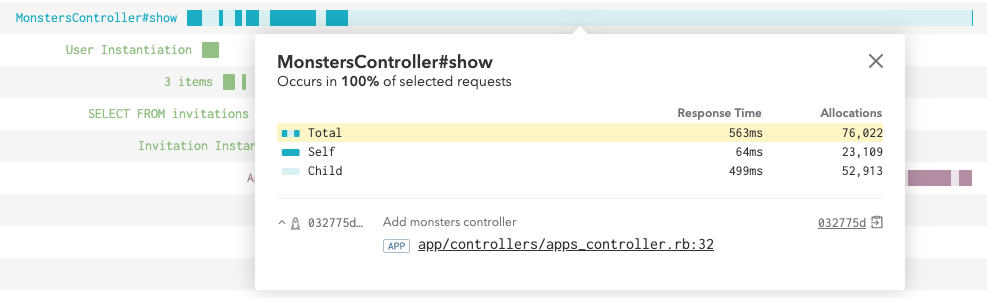 MonstersController#show
User Instantiation
3 items
SELECT FROM invitations
Invitation Instan
MonstersController#show
Occurs in 100% of selected requests
Response Time Allocations
Total 563ms 76,022
Self 64ms 23,109
Child 499ms 52,913
032775d… Add monsters controller 032775d
APP app/controllers/apps_controller.rb:32